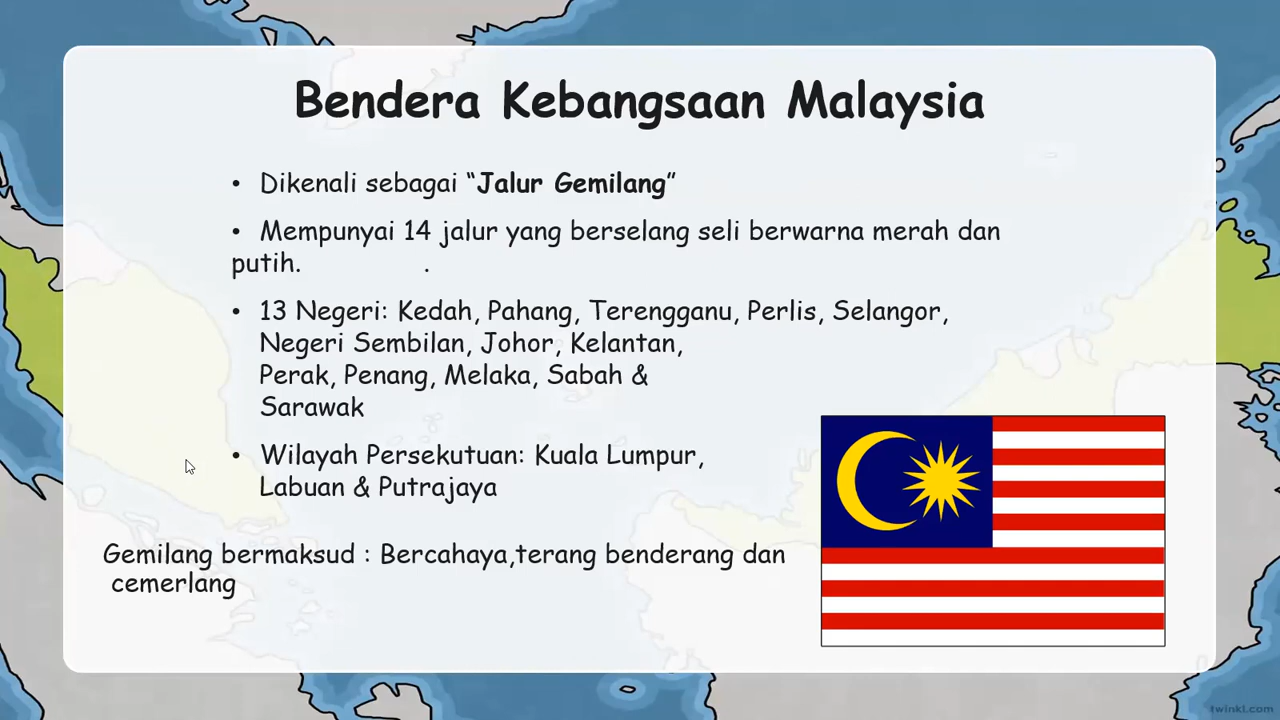 Bendera Kebangsaan Malaysia
• Dikenali sebagai “Jalur Gemilang”
• Mempunyai 14 jalur yang berselang seli berwarna merah dan
putih. .
• 13 Negeri: Kedah, Pahang, Terengganu, Perlis, Selangor,
Negeri Sembilan, Johor, Kelantan,
Perak, Penang, Melaka, Sabah &
Sarawak
• Wilayah Persekutuan: Kuala Lumpur,
Labuan & Putrajaya
Gemilang bermaksud : Bercahaya,terang benderang dan
cemerlang
twinkl.com